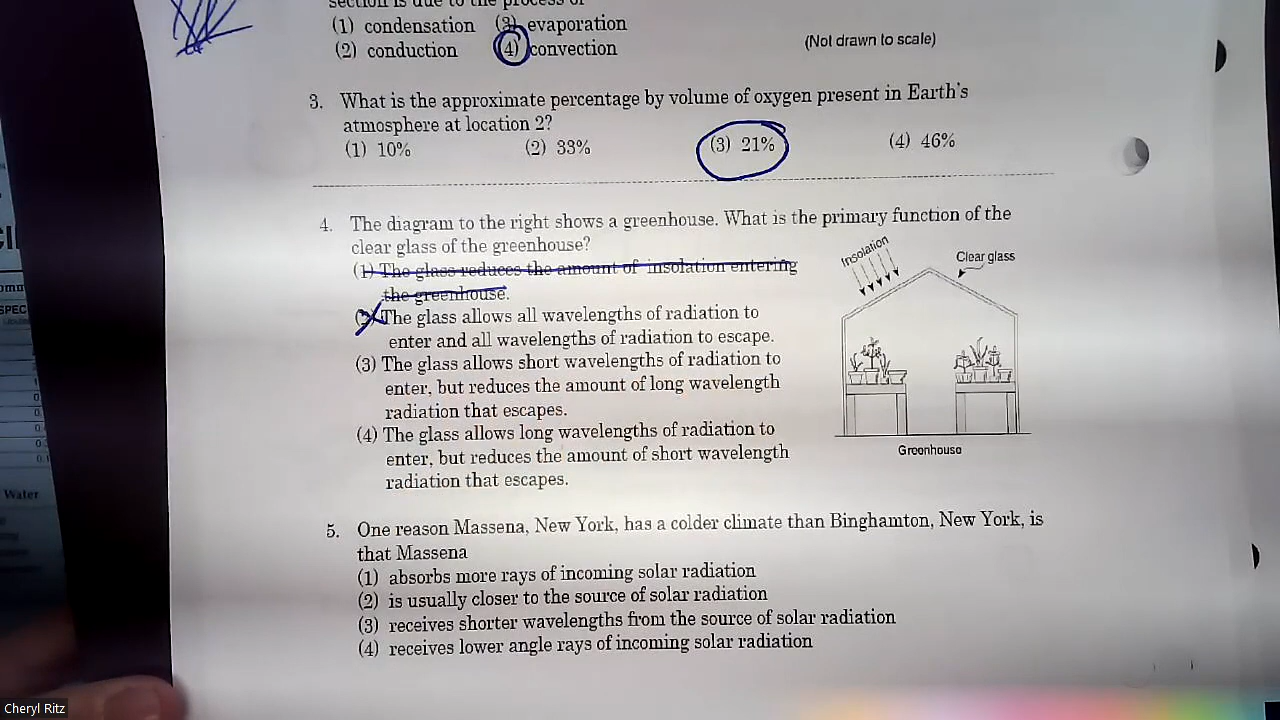 section is due to the process of
(1) condensation (3) evaporation
(2) conduction (4) convection
(Not drawn to scale)
3. What is the approximate percentage by volume of oxygen present in Earth's
atmosphere at location 2?
(1) 10% (2) 33% (3) 21% (4) 46%
4. The diagram to the right shows a greenhouse. What is the primary function of the
clear glass of the greenhouse?
(1) The glass reduces the amount of insolation entering
the greenhouse.
(2) The glass allows all wavelengths of radiation to
enter and all wavelengths of radiation to escape.
(3) The glass allows short wavelengths of radiation to
enter, but reduces the amount of long wavelength
radiation that escapes.
(4) The glass allows long wavelengths of radiation to
enter, but reduces the amount of short wavelength
radiation that escapes.
Insolation
Clear glass
Greenhouse
5. One reason Massena, New York, has a colder climate than Binghamton, New York, is
that Massena
(1) absorbs more rays of incoming solar radiation
(2) is usually closer to the source of solar radiation
(3) receives shorter wavelengths from the source of solar radiation
(4) receives lower angle rays of incoming solar radiation
Water
Cheryl Ritz